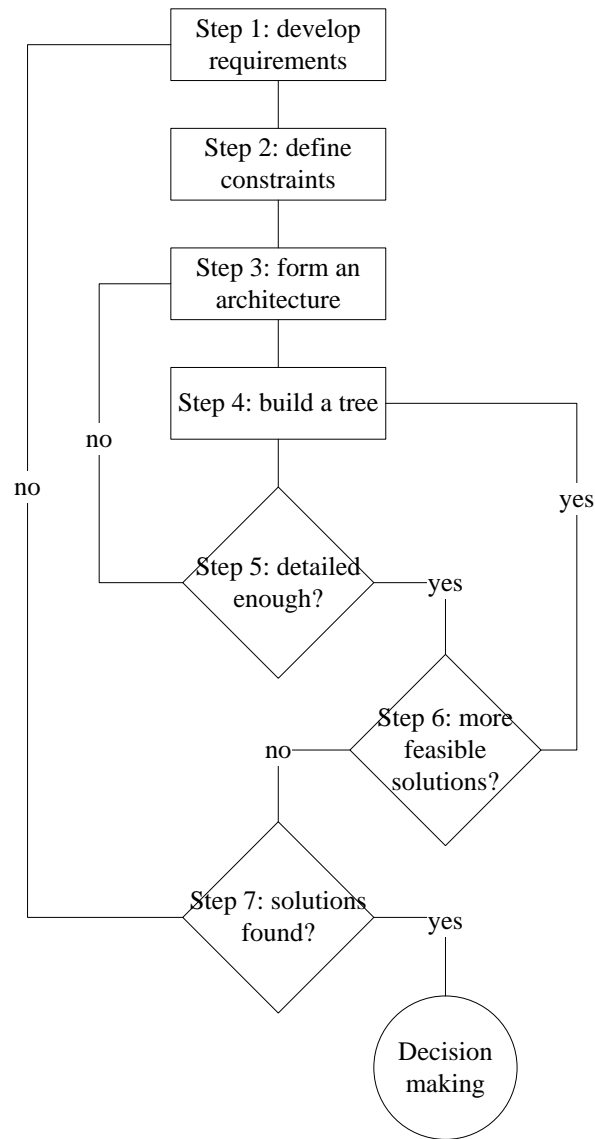 Step 1: develop
requirements
Step 2: define
constraints
Step 3: form an
architecture
Step 4: build a tree
no
no
yes
Step 5: detailed
enough?
yes
Step 6: more
feasible
solutions?
no
Step 7: solutions
found?
yes
Decision
making